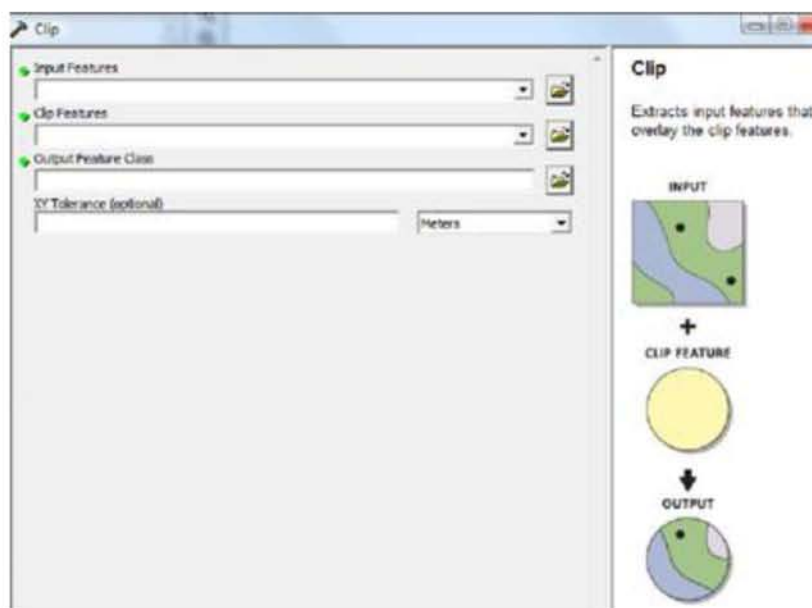 Clip
Input Features
Clip Features
Output Feature Class
XY Tolerance (optional)
Meters
Clip
Extracts input features that
overlay the clip features.
INPUT
+
CLIP FEATURE
OUTPUT